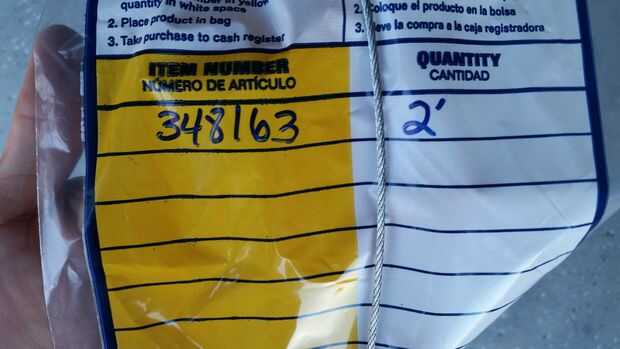 quantity in white space
2. Place product in bag
3. Take purchase to cash register
2. Coloque el producto en la bolsa
3. Lleve la compra a la caja registradora
ITEM NUMBER
NÚMERO DE ARTÍCULO
QUANTITY
CANTIDAD
348163
2'